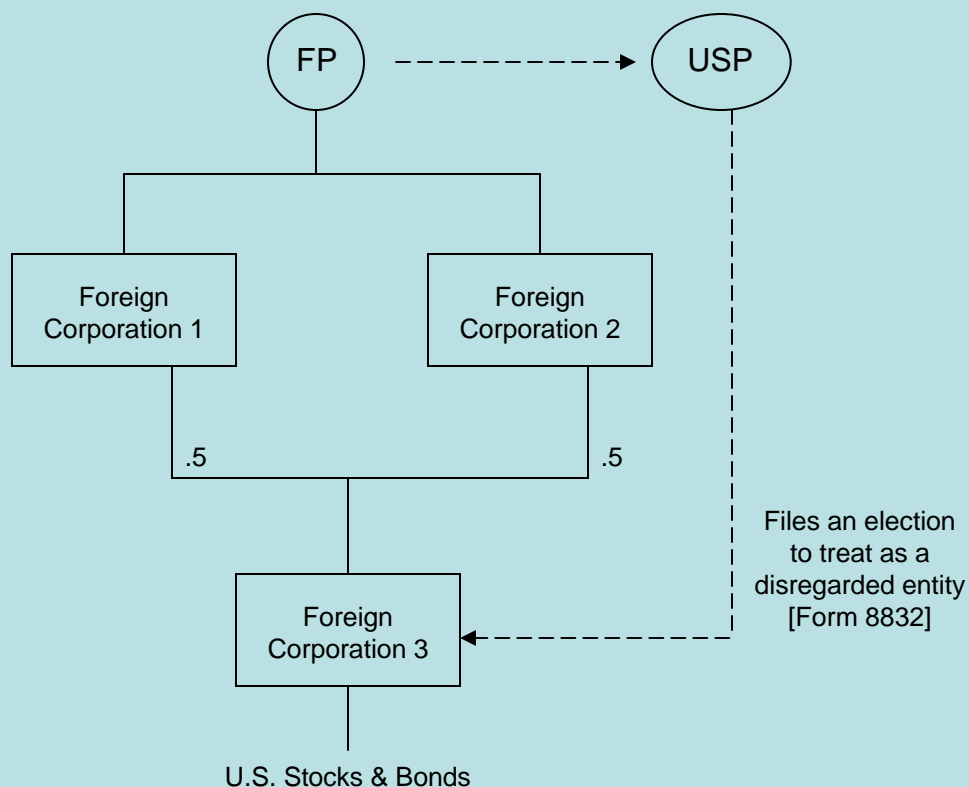 FP
USP
Foreign
Corporation 1
Foreign
Corporation 2
.5
.5
Files an election
to treat as a
disregarded entity
[Form 8832]
Foreign
Corporation 3
U.S. Stocks & Bonds